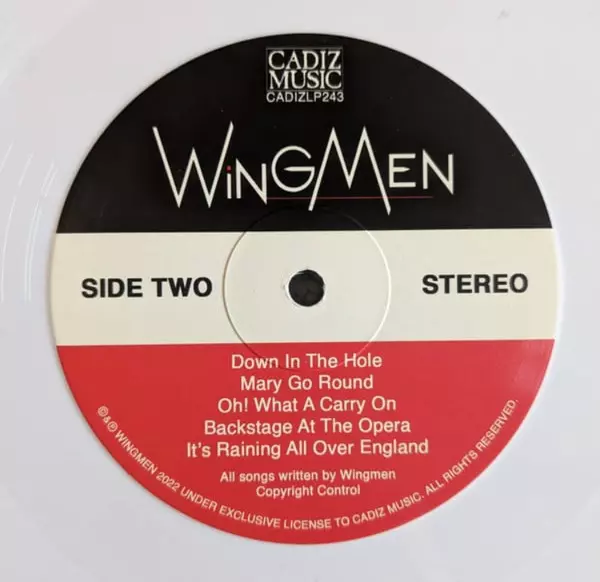 CADIZ
MUSIC
CADIZLP243
WiNGMEN
SIDE TWO
STEREO
Down In The Hole
Mary Go Round
Oh! What A Carry On
Backstage At The Opera
It's Raining All Over England
All songs written by Wingmen
Copyright Control
©&℗ WINGMEN 2022 UNDER EXCLUSIVE LICENSE TO CADIZ MUSIC. ALL RIGHTS RESERVED.